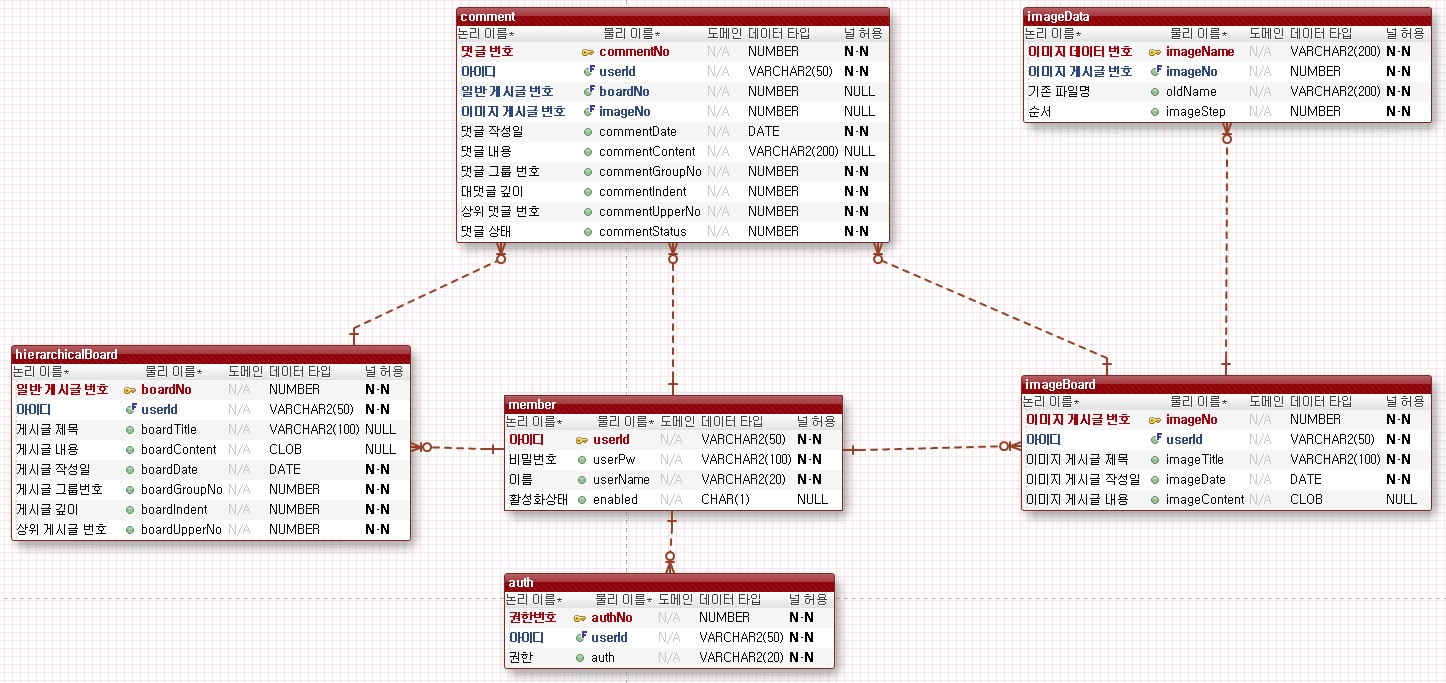 comment
논리 이름* 물리 이름* 도메인 데이터 타입 널 허용
댓글 번호 commentNo N/A NUMBER N-N
아이디 userId N/A VARCHAR2(50) N-N
일반 게시글 번호 boardNo N/A NUMBER NULL
이미지 게시글 번호 imageNo N/A NUMBER NULL
댓글 작성일 commentDate N/A DATE N-N
댓글 내용 commentContent N/A VARCHAR2(200) NULL
댓글 그룹 번호 commentGroupNo N/A NUMBER N-N
대댓글 깊이 commentIndent N/A NUMBER N-N
상위 댓글 번호 commentUpperNo N/A NUMBER N-N
댓글 상태 commentStatus N/A NUMBER N-N
imageData
논리 이름* 물리 이름* 도메인 데이터 타입 널 허용
이미지 데이터 번호 imageName N/A VARCHAR2(200) N-N
이미지 게시글 번호 imageNo N/A NUMBER N-N
기존 파일명 oldName N/A VARCHAR2(200) N-N
순서 imageStep N/A NUMBER N-N
hierarchicalBoard
논리 이름* 물리 이름* 도메인 데이터 타입 널 허용
일반 게시글 번호 boardNo N/A NUMBER N-N
아이디 userId N/A VARCHAR2(50) N-N
게시글 제목 boardTitle N/A VARCHAR2(100) NULL
게시글 내용 boardContent N/A CLOB NULL
게시글 작성일 boardDate N/A DATE N-N
게시글 그룹번호 boardGroupNo N/A NUMBER N-N
게시글 깊이 boardIndent N/A NUMBER N-N
상위 게시글 번호 boardUpperNo N/A NUMBER N-N
member
논리 이름* 물리 이름* 도메인 데이터 타입 널 허용
아이디 userId N/A VARCHAR2(50) N-N
비밀번호 userPw N/A VARCHAR2(100) N-N
이름 userName N/A VARCHAR2(20) N-N
활성화상태 enabled N/A CHAR(1) NULL
imageBoard
논리 이름* 물리 이름* 도메인 데이터 타입 널 허용
이미지 게시글 번호 imageNo N/A NUMBER N-N
아이디 userId N/A VARCHAR2(50) N-N
이미지 게시글 제목 imageTitle N/A VARCHAR2(100) N-N
이미지 게시글 작성일 imageDate N/A DATE N-N
이미지 게시글 내용 imageContent N/A CLOB NULL
auth
논리 이름* 물리 이름* 도메인 데이터 타입 널 허용
권한번호 authNo N/A NUMBER N-N
아이디 userId N/A VARCHAR2(50) N-N
권한 auth N/A VARCHAR2(20) N-N